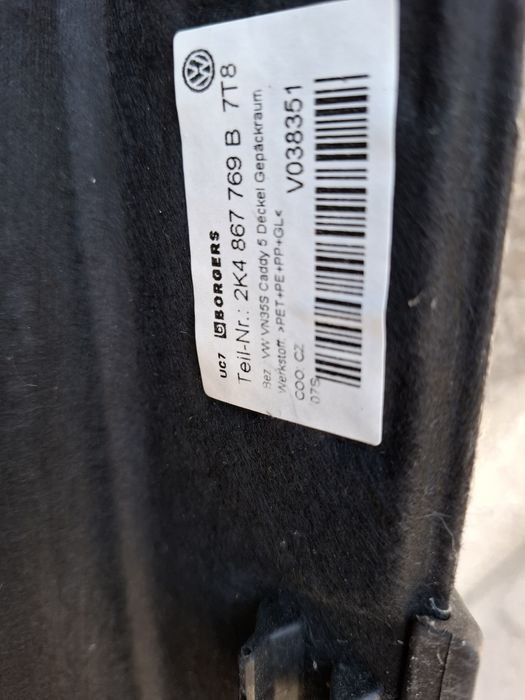 UC7 BORGERS
Teil-Nr.: 2K4 867 769 B 7T8
Bez. VW VN35S Caddy 5 Deckel Gepäckraum
Werkstoff: >PET+PE+PP+GL<
COO: CZ V038351
07S